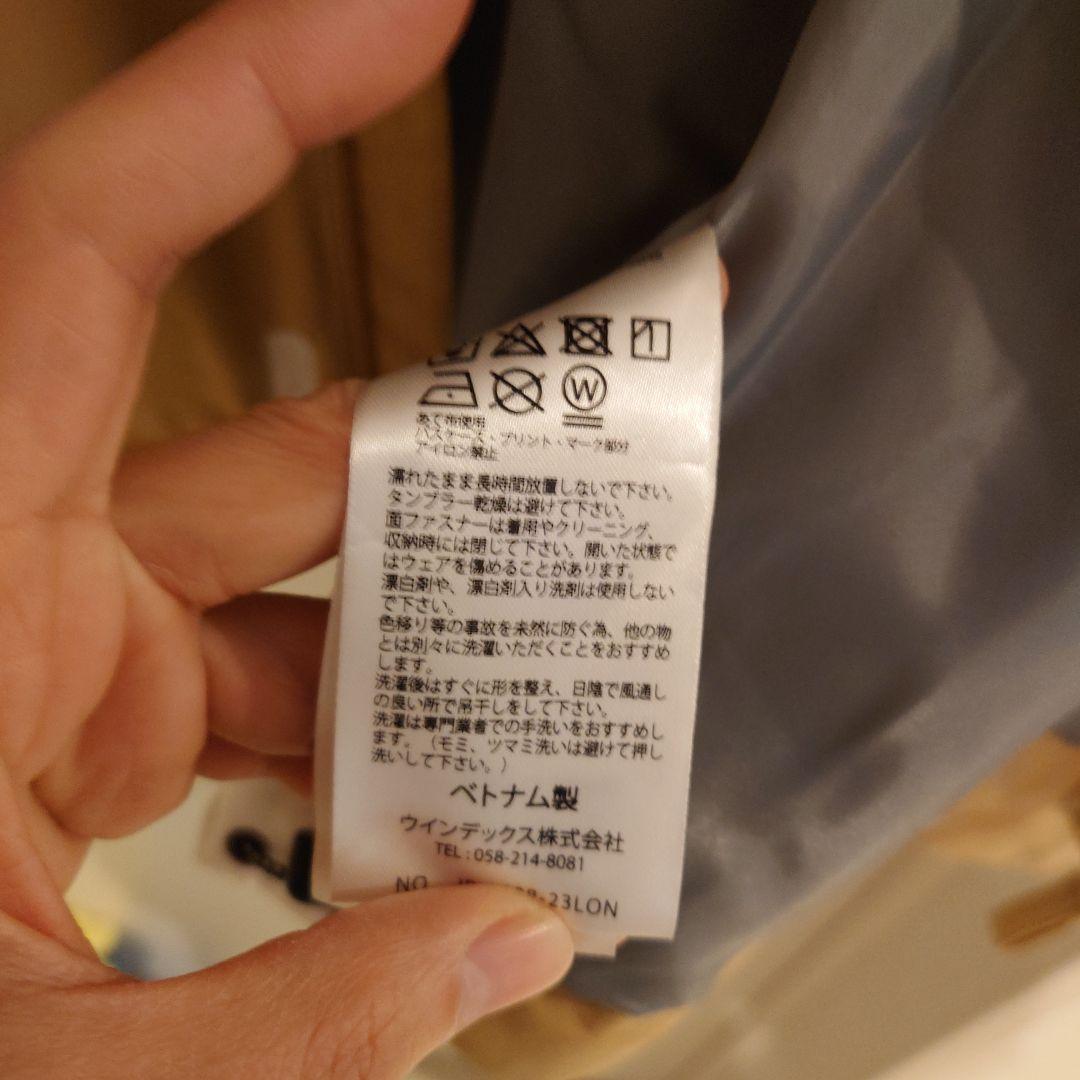 W
あて布使用
パスケース・プリント・マーク部分
アイロン禁止
濡れたまま長時間放置しないで下さい。
タンブラー乾燥は避けて下さい。
面ファスナーは着用やクリーニング、
収納時には閉じて下さい。開いた状態で
はウェアを傷めることがあります。
漂白剤や、漂白剤入り洗剤は使用しない
で下さい。
色移り等の事故を未然に防ぐ為、他の物
とは別々に洗濯いただくことをおすすめ
します。
洗濯後はすぐに形を整え、日陰で風通し
の良い所で吊干しをして下さい。
洗濯は専門業者での手洗いをおすすめし
ます。（モミ、ツマミ洗いは避けて押し
洗いして下さい。）
ベトナム製
ウインデックス株式会社
TEL : 058-214-8081
NO. -23LON